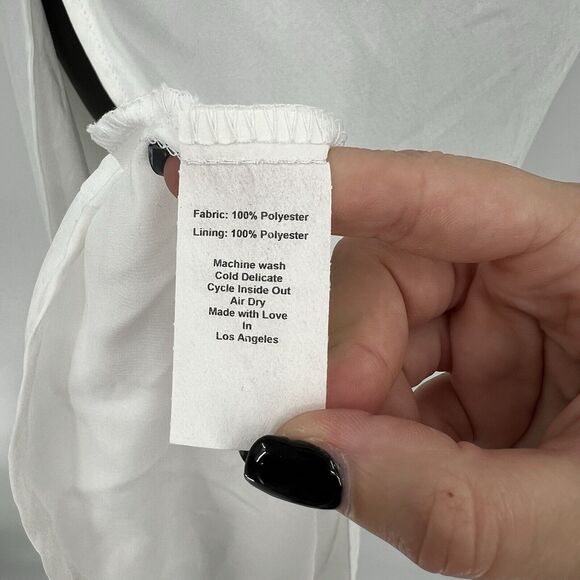 Fabric: 100% Polyester
Lining: 100% Polyester
Machine wash
Cold Delicate
Cycle Inside Out
Air Dry
Made with Love
In
Los Angeles